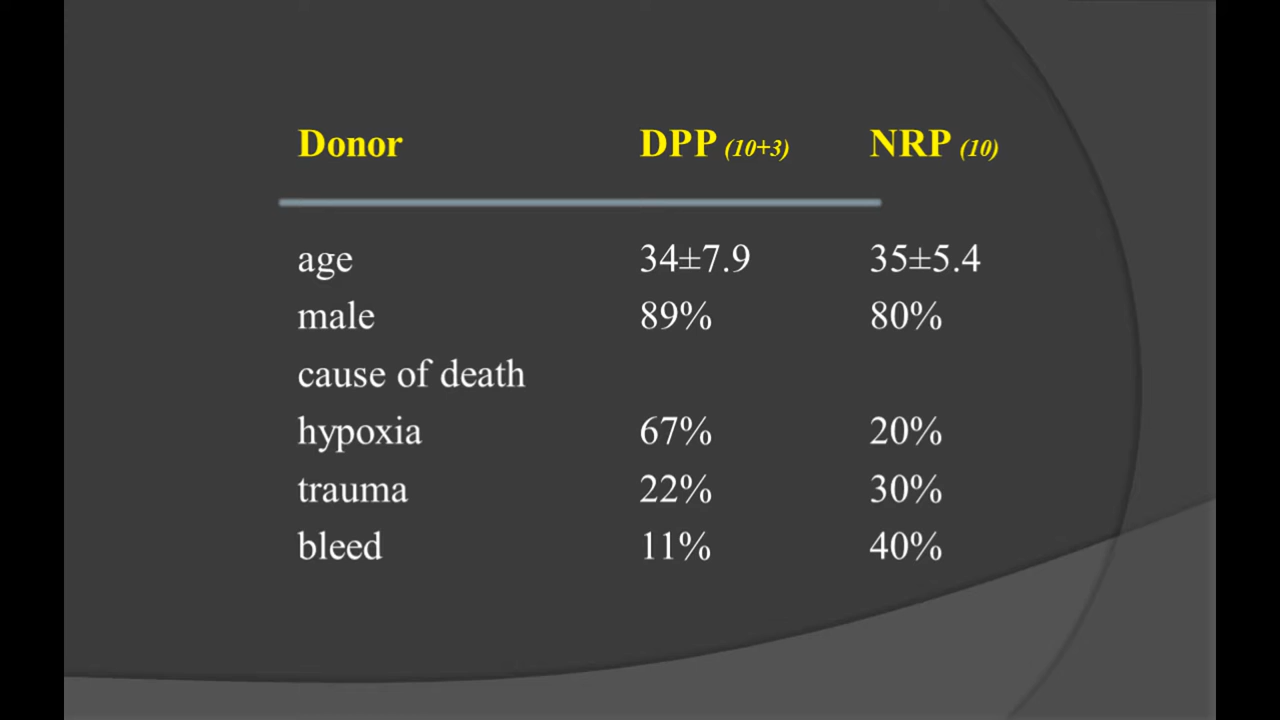 Donor DPP (10+3) NRP (10)
age 34±7.9 35±5.4
male 89% 80%
cause of death
hypoxia 67% 20%
trauma 22% 30%
bleed 11% 40%